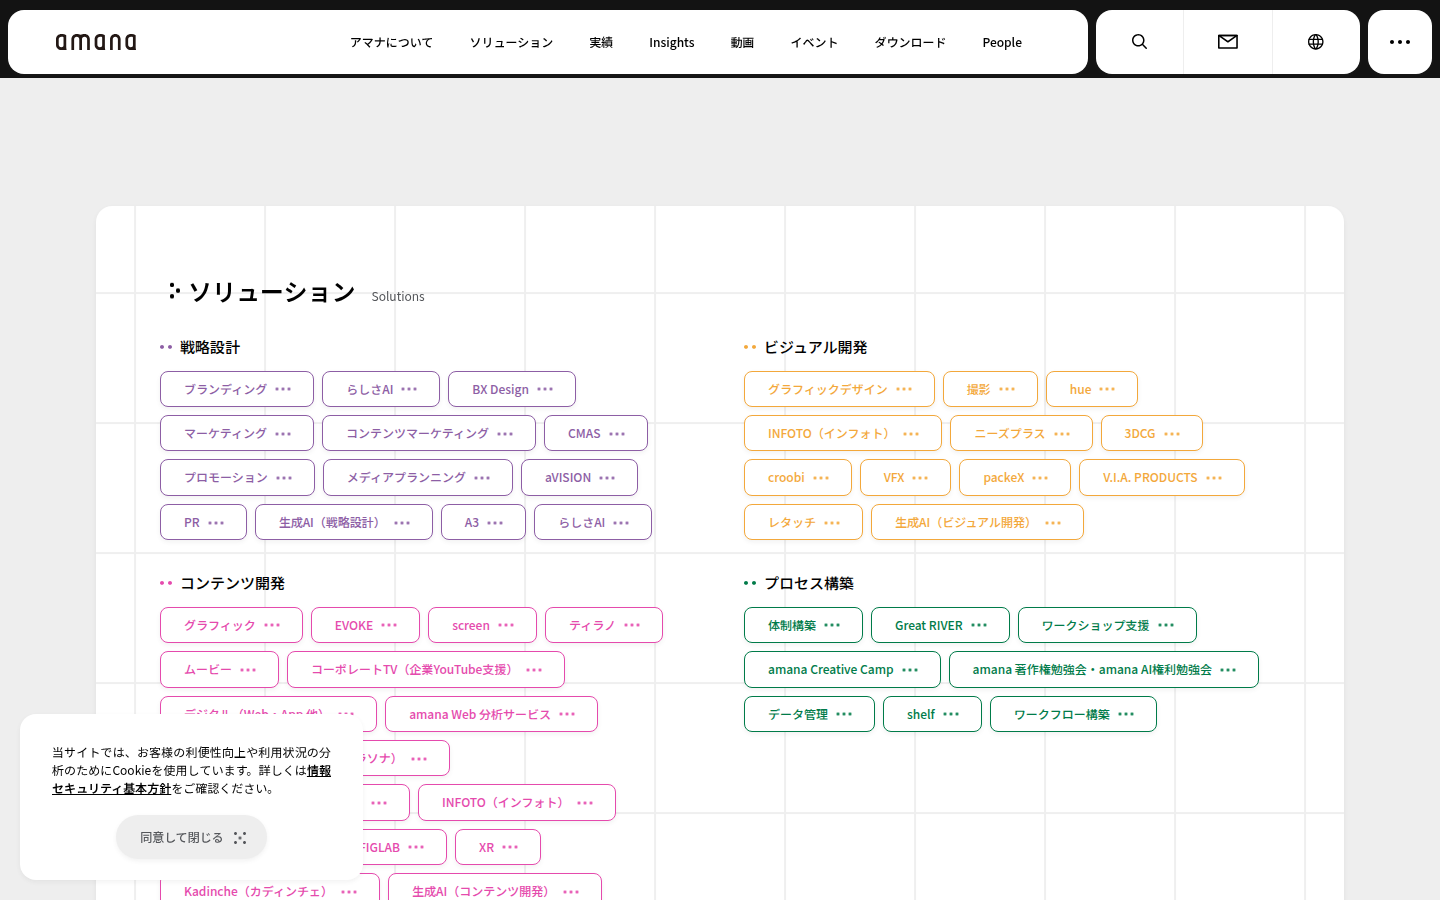 amana
アマナについて ソリューション 実績 Insights 動画 イベント ダウンロード People
ソリューション Solutions
戦略設計
ブランディング らしさAI BX Design
マーケティング コンテンツマーケティング CMAS
プロモーション メディアプランニング aVISION
PR 生成AI（戦略設計） A3 らしさAI
ビジュアル開発
グラフィックデザイン 撮影 hue
INFOTO（インフォト） ニーズプラス 3DCG
croobi VFX packeX V.I.A. PRODUCTS
レタッチ 生成AI（ビジュアル開発）
コンテンツ開発
グラフィック EVOKE screen ティラノ
ムービー コーポレートTV（企業YouTube支援）
デジタル（Web・App 他） amana Web 分析サービス
ラソナ）
INFOTO（インフォト）
FIGLAB XR
Kadinche（カディンチェ） 生成AI（コンテンツ開発）
プロセス構築
体制構築 Great RIVER ワークショップ支援
amana Creative Camp amana 著作権勉強会・amana AI権利勉強会
データ管理 shelf ワークフロー構築
当サイトでは、お客様の利便性向上や利用状況の分
析のためにCookieを使用しています。詳しくは情報
セキュリティ基本方針をご確認ください。
同意して閉じる